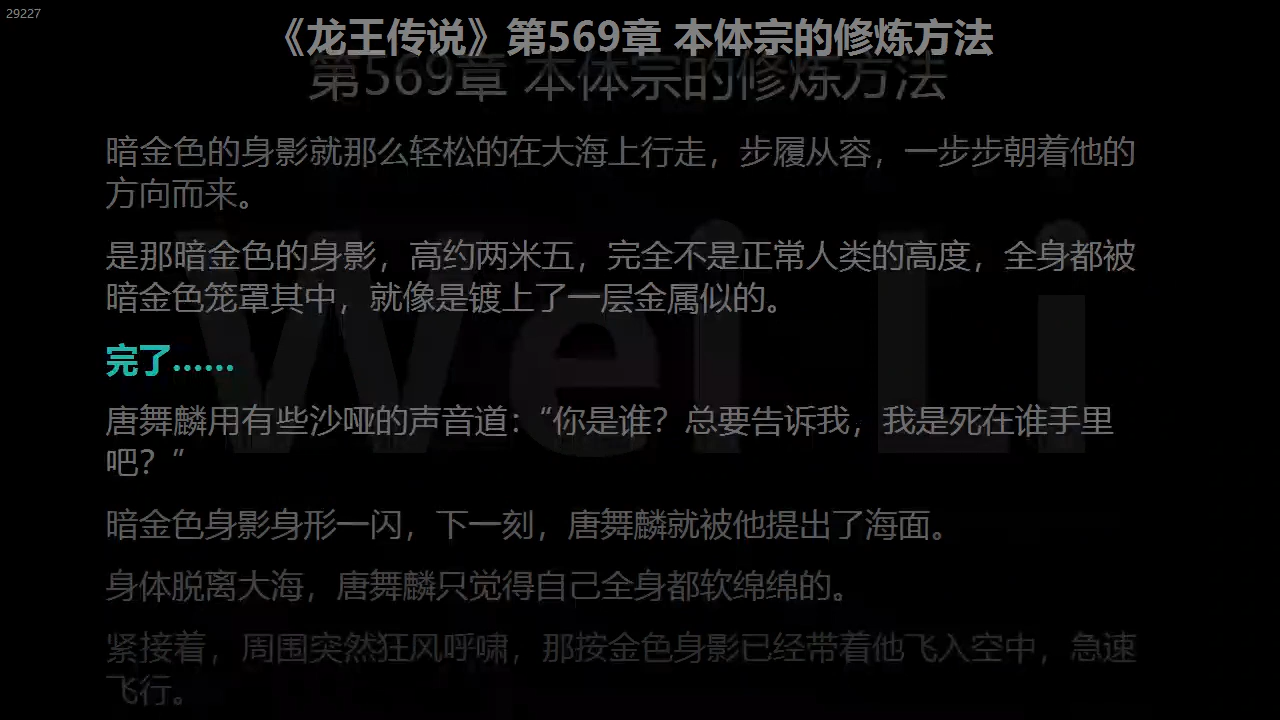 29227
《龙王传说》第569章 本体宗的修炼方法
第569章 本体宗的修炼方法
暗金色的身影就那么轻松的在大海上行走，步履从容，一步步朝着他的
方向而来。
是那暗金色的身影，高约两米五，完全不是正常人类的高度，全身都被
暗金色笼罩其中，就像是镀上了一层金属似的。
Wei Li
完了……
唐舞麟用有些沙哑的声音道：“你是谁？总要告诉我，我是死在谁手里
吧？”
暗金色身影身形一闪，下一刻，唐舞麟就被他提出了海面。
身体脱离大海，唐舞麟只觉得自己全身都软绵绵的。
紧接着，周围突然狂风呼啸，那按金色身影已经带着他飞入空中，急速
飞行。